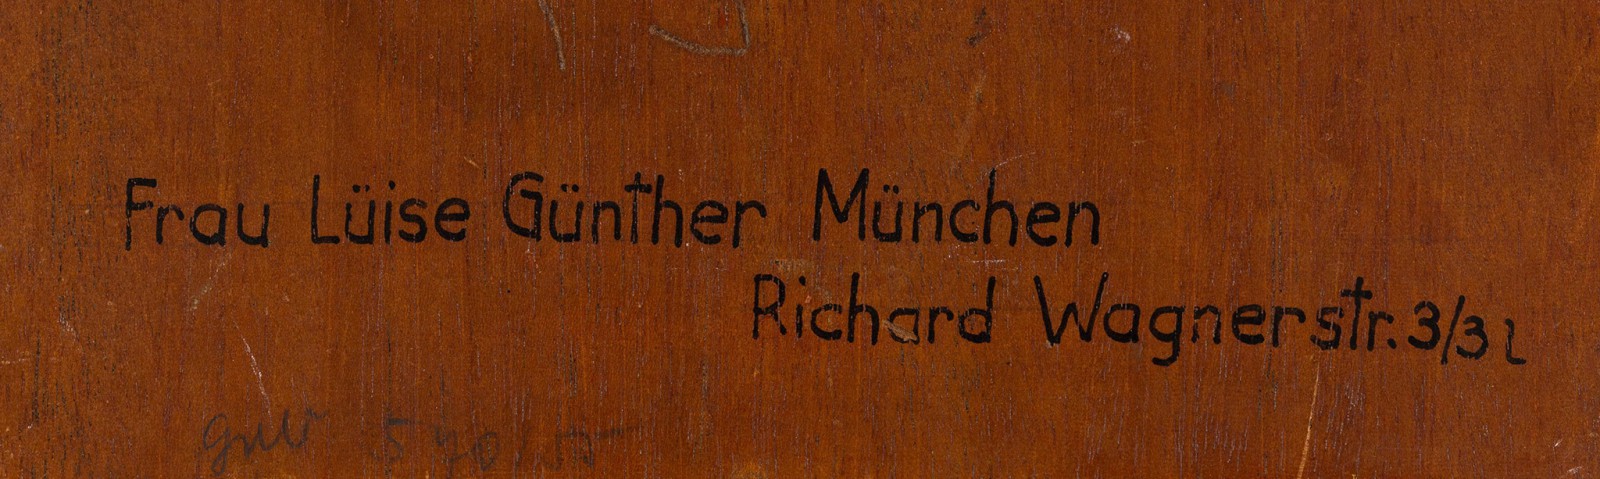 Frau Lüise Günther München
Richard Wagnerstr. 3/3 l